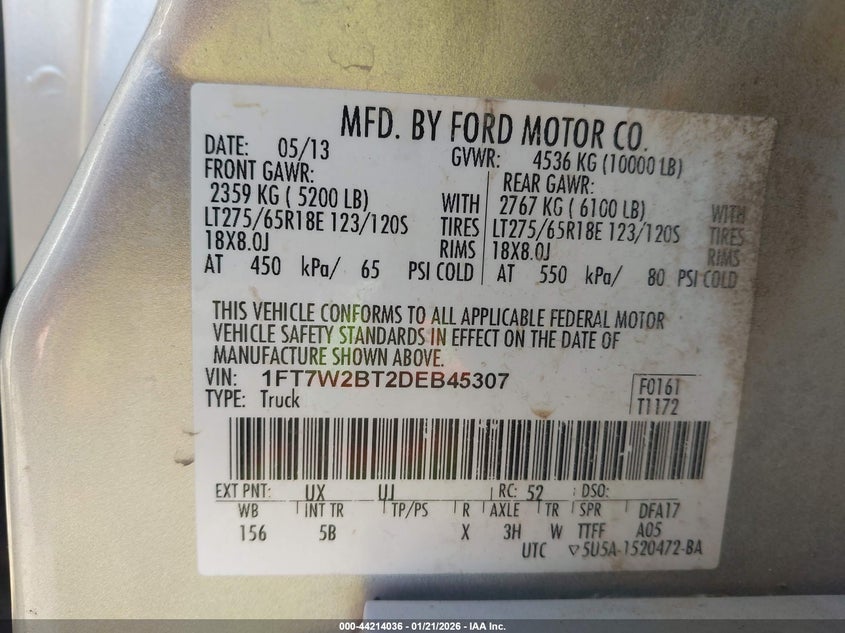 MFD. BY FORD MOTOR CO.
DATE: 05/13 GVWR: 4536 KG (10000 LB)
FRONT GAWR: REAR GAWR:
2359 KG ( 5200 LB) WITH 2767 KG ( 6100 LB) WITH
LT275/65R18E 123/120S TIRES LT275/65R18E 123/120S TIRES
18X8.0J RIMS 18X8.0J RIMS
AT 450 kPa/ 65 PSI COLD AT 550 kPa/ 80 PSI COLD
THIS VEHICLE CONFORMS TO ALL APPLICABLE FEDERAL MOTOR
VEHICLE SAFETY STANDARDS IN EFFECT ON THE DATE OF
MANUFACTURE SHOWN ABOVE.
VIN: 1FT7W2BT2DEB45307 F0161
TYPE: Truck T1172
EXT PNT: UX UJ RC: 52 DSO:
WB INT TR TP/PS R AXLE TR SPR DFA17
156 5B X 3H W TTFF A05
UTC ▽5U5A-1520472-BA
000-44214036 - 01/21/2026 - IAA Inc.